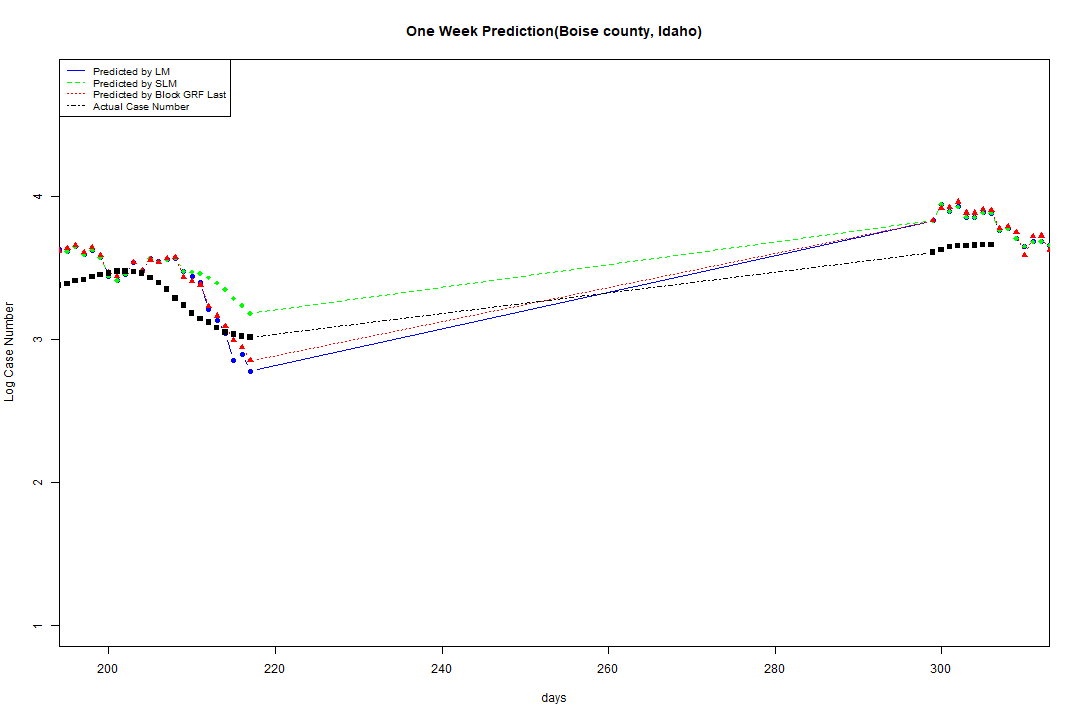 One Week Prediction(Boise county, Idaho)
Predicted by LM
Predicted by SLM
Predicted by Block GRF Last
Actual Case Number
4
3
2
1
Log Case Number
200 220 240 260 280 300
days